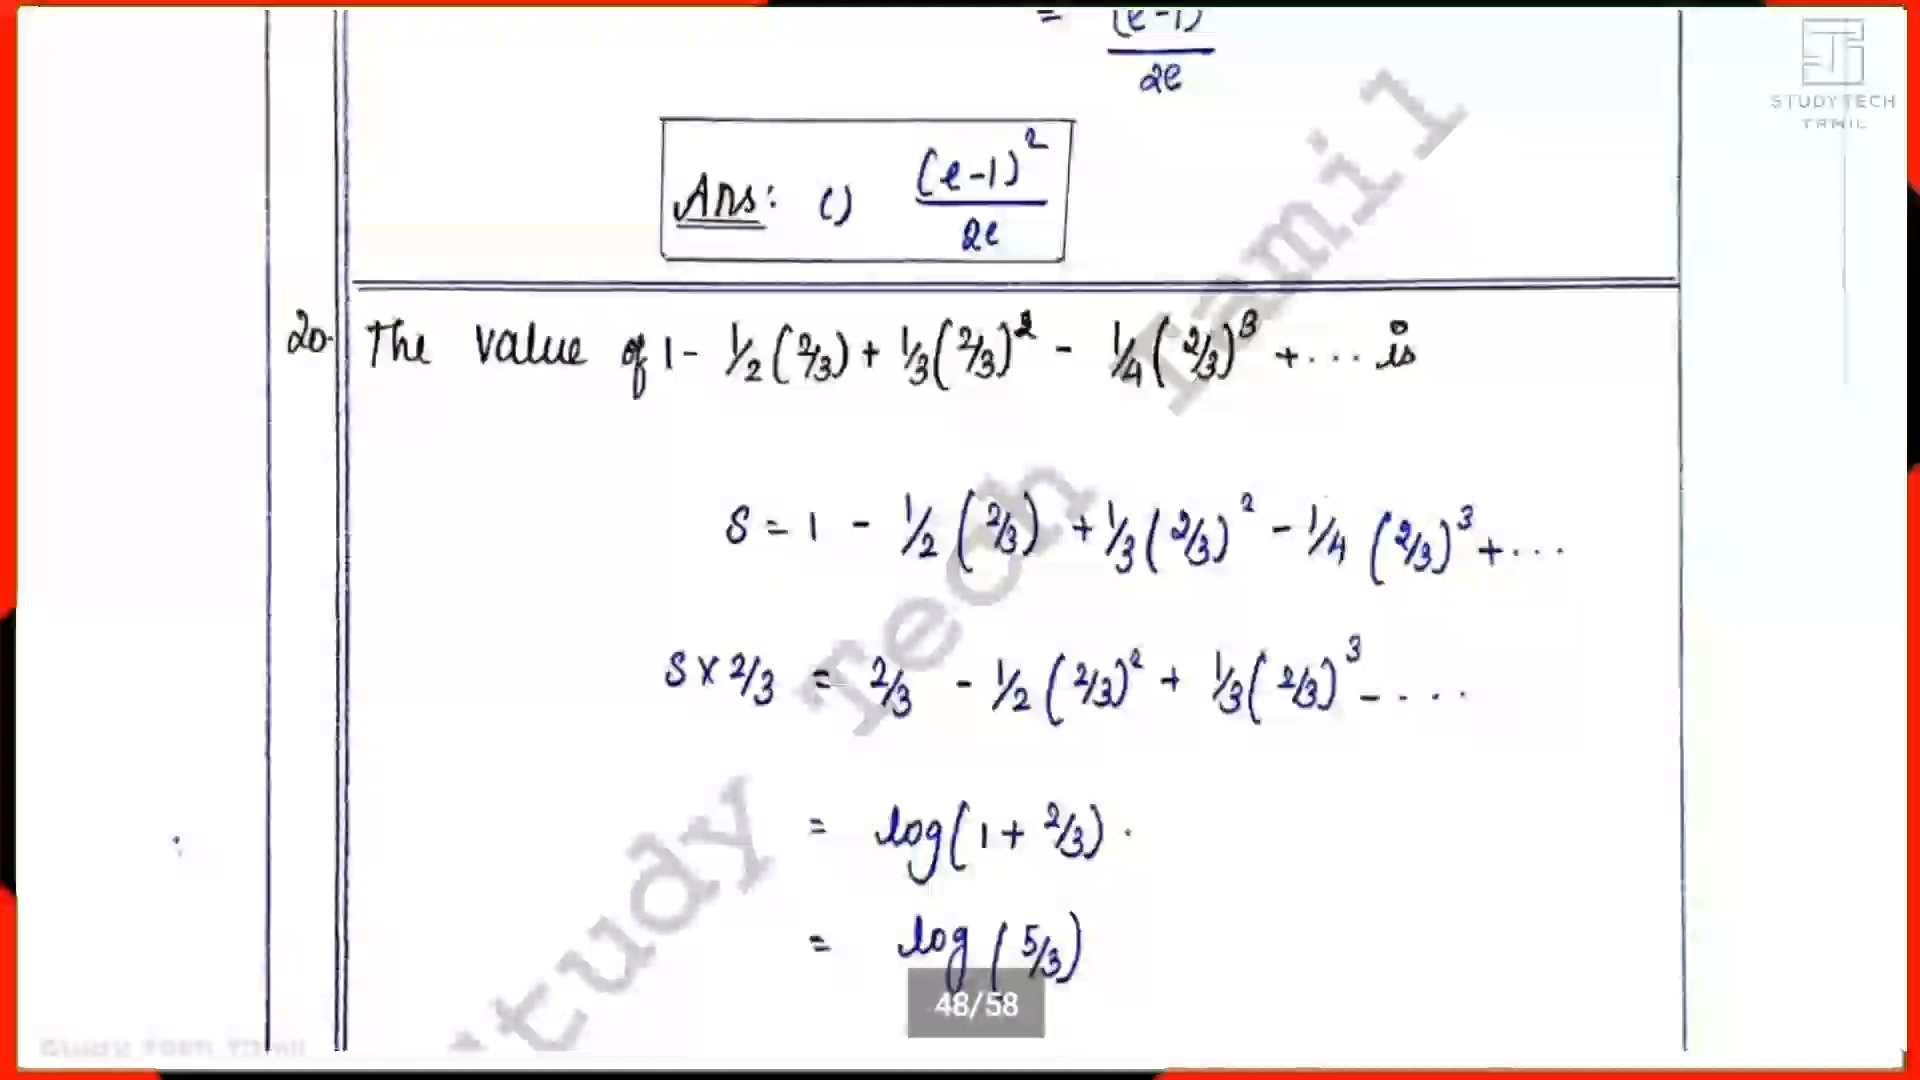 = (e-1)
2e
STUDYTECH
TAMIL
Ans: c) (e-1)² / 2e
20. The value of 1 - 1/2 (2/3) + 1/3 (2/3)² - 1/4 (2/3)³ + ... is
S = 1 - 1/2 (2/3) + 1/3 (2/3)² - 1/4 (2/3)³ + ...
S × 2/3 = 2/3 - 1/2 (2/3)² + 1/3 (2/3)³ - ....
= log (1 + 2/3) .
= log (5/3)
48/58
Study Tech Tamil
Study Tech Tamil